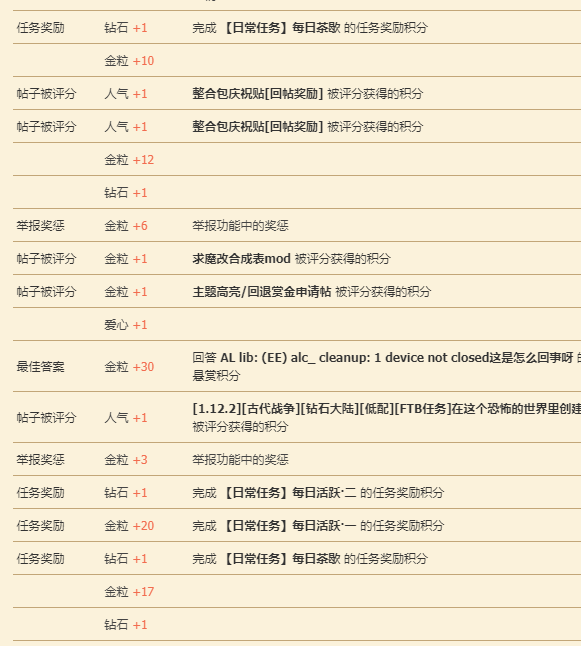 任务奖励 钻石 +1 完成 【日常任务】每日茶歇 的任务奖励积分
金粒 +10
帖子被评分 人气 +1 整合包庆祝贴[回帖奖励] 被评分获得的积分
帖子被评分 人气 +1 整合包庆祝贴[回帖奖励] 被评分获得的积分
金粒 +12
钻石 +1
举报奖惩 金粒 +6 举报功能中的奖惩
帖子被评分 金粒 +1 求魔改合成表mod 被评分获得的积分
帖子被评分 金粒 +1 主题高亮/回退赏金申请帖 被评分获得的积分
爱心 +1
最佳答案 金粒 +30 回答 AL lib: (EE) alc_ cleanup: 1 device not closed这是怎么回事呀 的
悬赏积分
帖子被评分 人气 +1 [1.12.2][古代战争][钻石大陆][低配][FTB任务]在这个恐怖的世界里创建
被评分获得的积分
举报奖惩 金粒 +3 举报功能中的奖惩
任务奖励 钻石 +1 完成 【日常任务】每日活跃·二 的任务奖励积分
任务奖励 金粒 +20 完成 【日常任务】每日活跃·一 的任务奖励积分
任务奖励 钻石 +1 完成 【日常任务】每日茶歇 的任务奖励积分
金粒 +17
钻石 +1